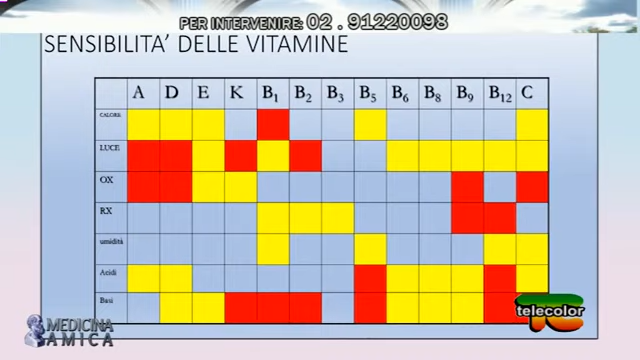 PER INTERVENIRE: 02 . 91220098
SENSIBILITA’ DELLE VITAMINE
A D E K B1 B2 B3 B5 B6 B8 B9 B12 C
CALORE
LUCE
OX
RX
umidità
Acidi
Basi
MEDICINA
AMICA
telecolor